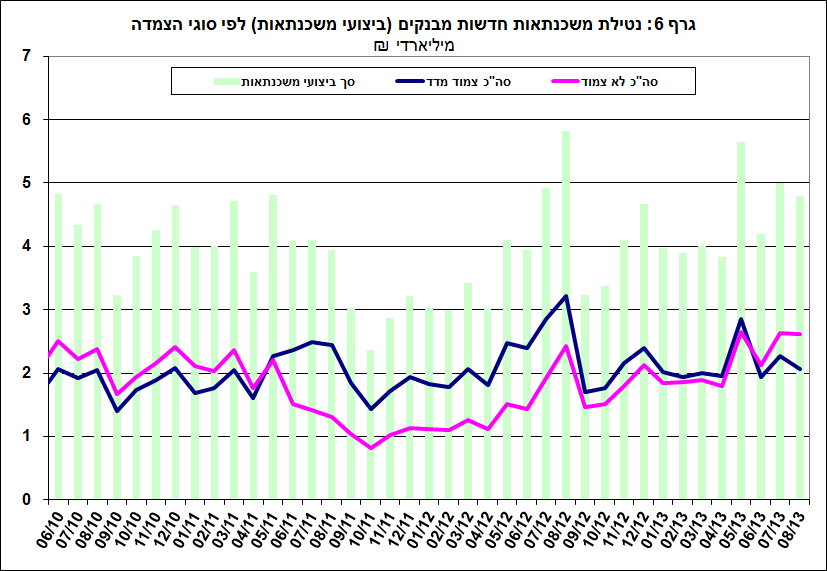 גרף 6: נטילת משכנתאות חדשות מבנקים (ביצועי משכנתאות) לפי סוגי הצמדה
מיליארדי ₪
סך ביצועי משכנתאות סה"כ צמוד מדד סה"כ לא צמוד
7
6
5
4
3
2
1
0
06/10 07/10 08/10 09/10 10/10 11/10 12/10 01/11 02/11 03/11 04/11 05/11 06/11 07/11 08/11 09/11 10/11 11/11 12/11 01/12 02/12 03/12 04/12 05/12 06/12 07/12 08/12 09/12 10/12 11/12 12/12 01/13 02/13 03/13 04/13 05/13 06/13 07/13 08/13